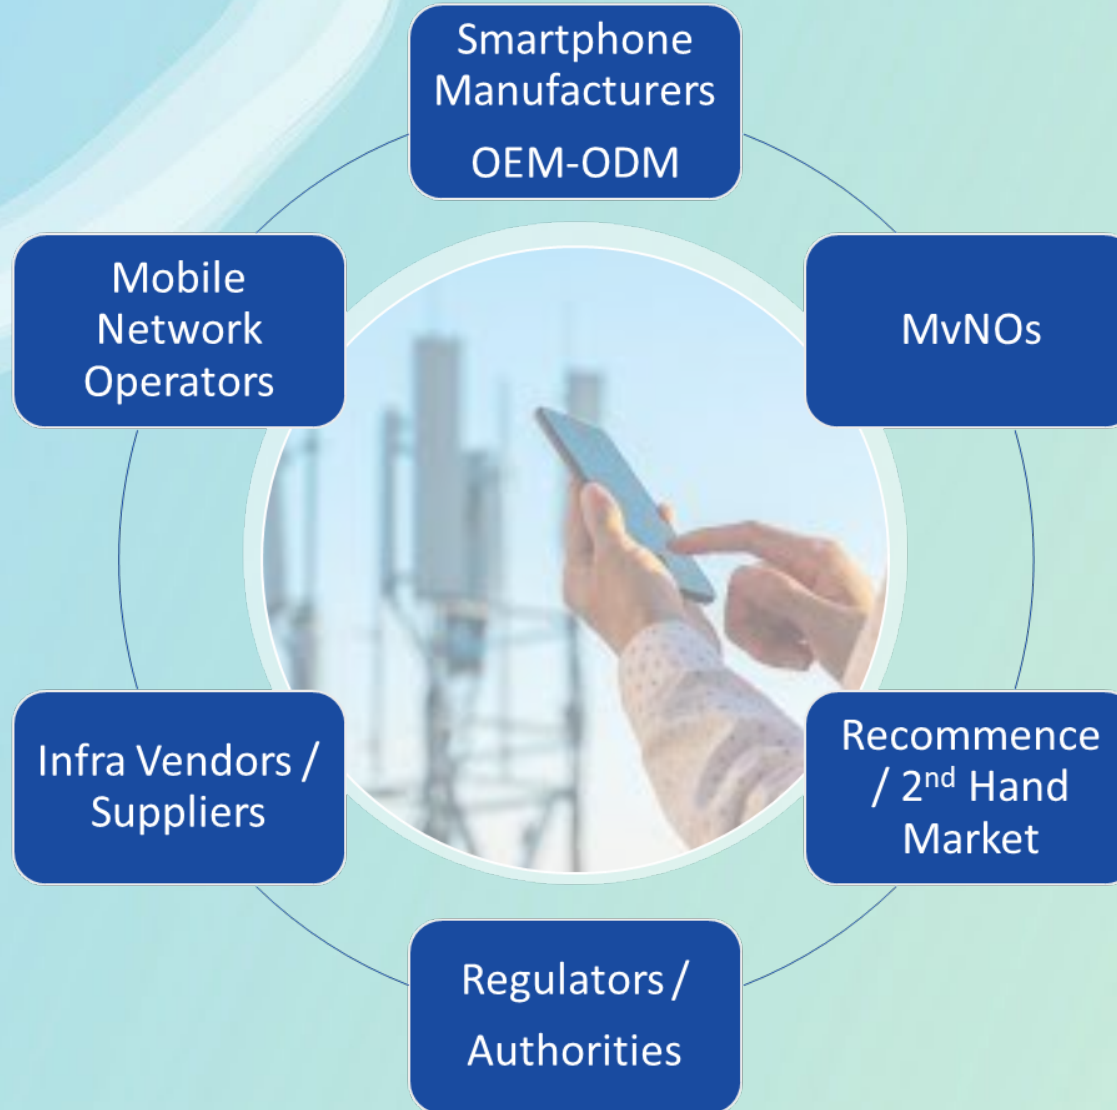 Smartphone
Manufacturers
OEM-ODM
Mobile
Network
Operators
MvNOs
Infra Vendors /
Suppliers
Recommence
/ 2nd Hand
Market
Regulators /
Authorities